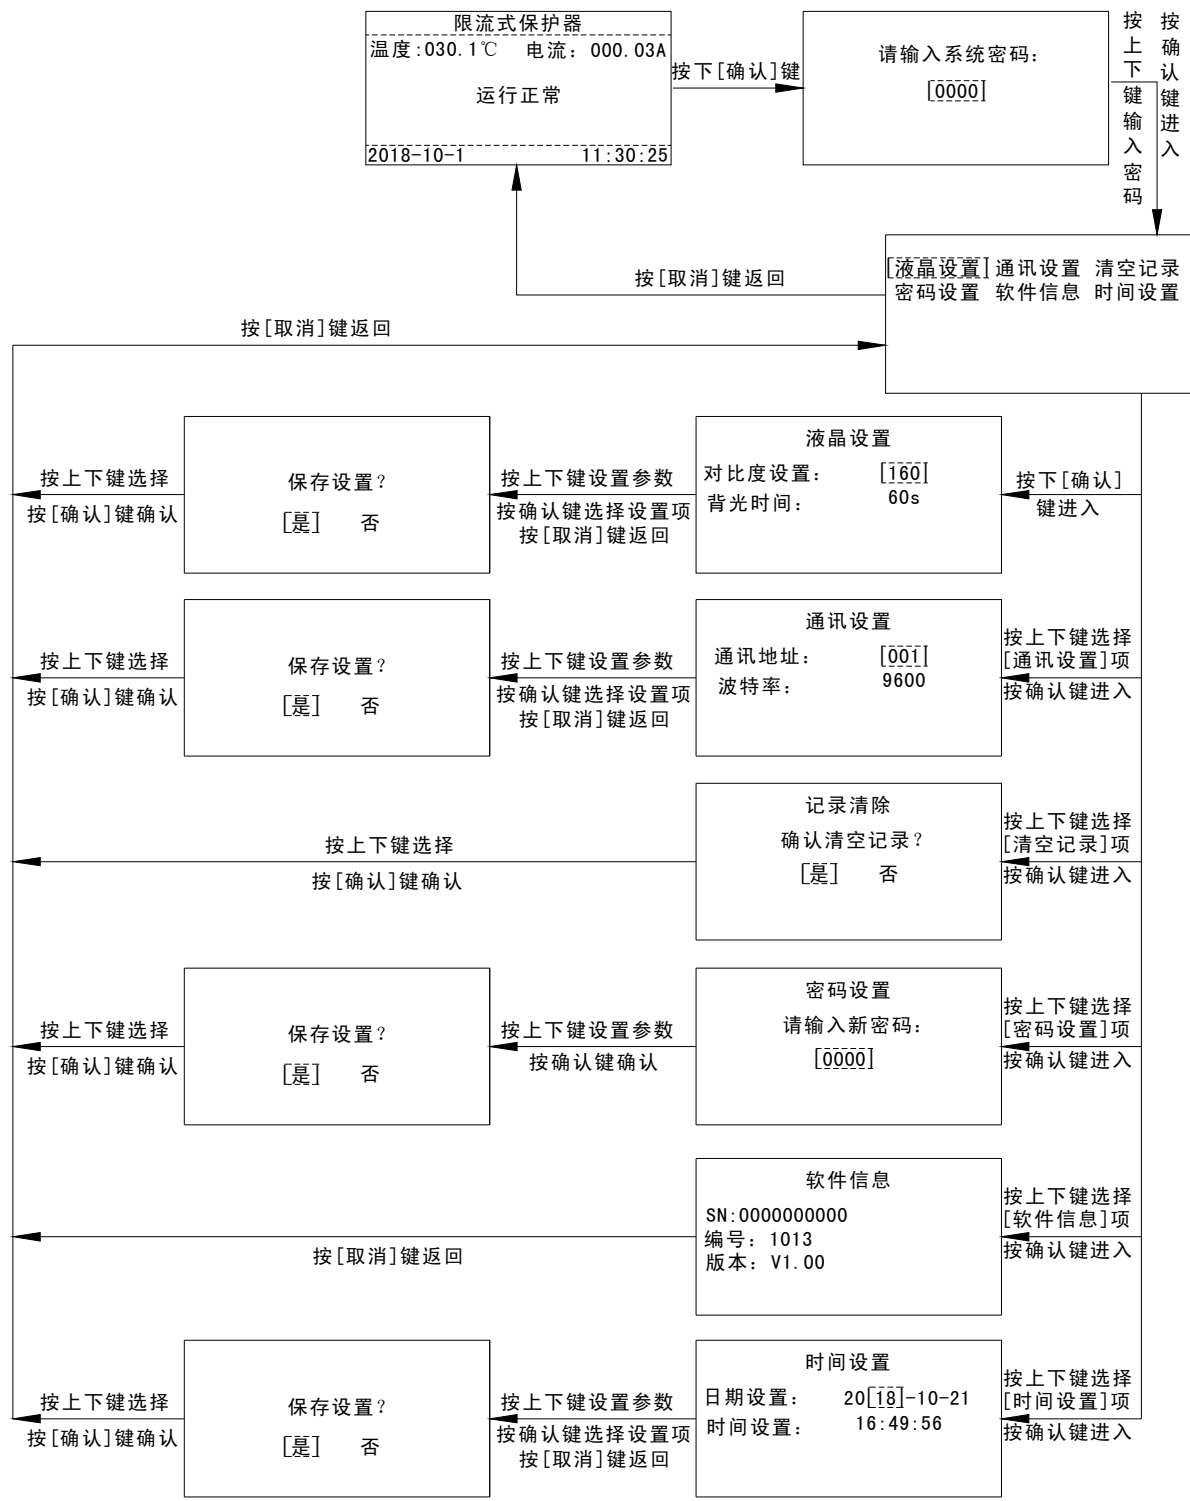 限流式保护器
温度:030.1℃ 电流: 000.03A
运行正常
2018-10-1 11:30:25
按下[确认]键
请输入系统密码:
[0000]
按上下键输入密码
按确认键进入
[液晶设置] 通讯设置 清空记录
密码设置 软件信息 时间设置
按[取消]键返回
按[取消]键返回
液晶设置
对比度设置: [160]
背光时间: 60s
按下[确认]
键进入
按上下键设置参数
按确认键选择设置项
按[取消]键返回
保存设置?
[是] 否
按上下键选择
按[确认]键确认
通讯设置
通讯地址: [001]
波特率: 9600
按上下键选择
[通讯设置]项
按确认键进入
按上下键设置参数
按确认键选择设置项
按[取消]键返回
保存设置?
[是] 否
按上下键选择
按[确认]键确认
记录清除
确认清空记录?
[是] 否
按上下键选择
[清空记录]项
按确认键进入
按上下键选择
按[确认]键确认
密码设置
请输入新密码:
[0000]
按上下键选择
[密码设置]项
按确认键进入
按上下键设置参数
按确认键确认
保存设置?
[是] 否
按上下键选择
按[确认]键确认
软件信息
SN:0000000000
编号: 1013
版本: V1.00
按上下键选择
[软件信息]项
按确认键进入
按[取消]键返回
时间设置
日期设置: 20[18]-10-21
时间设置: 16:49:56
按上下键选择
[时间设置]项
按确认键进入
按上下键设置参数
按确认键选择设置项
按[取消]键返回
保存设置?
[是] 否
按上下键选择
按[确认]键确认